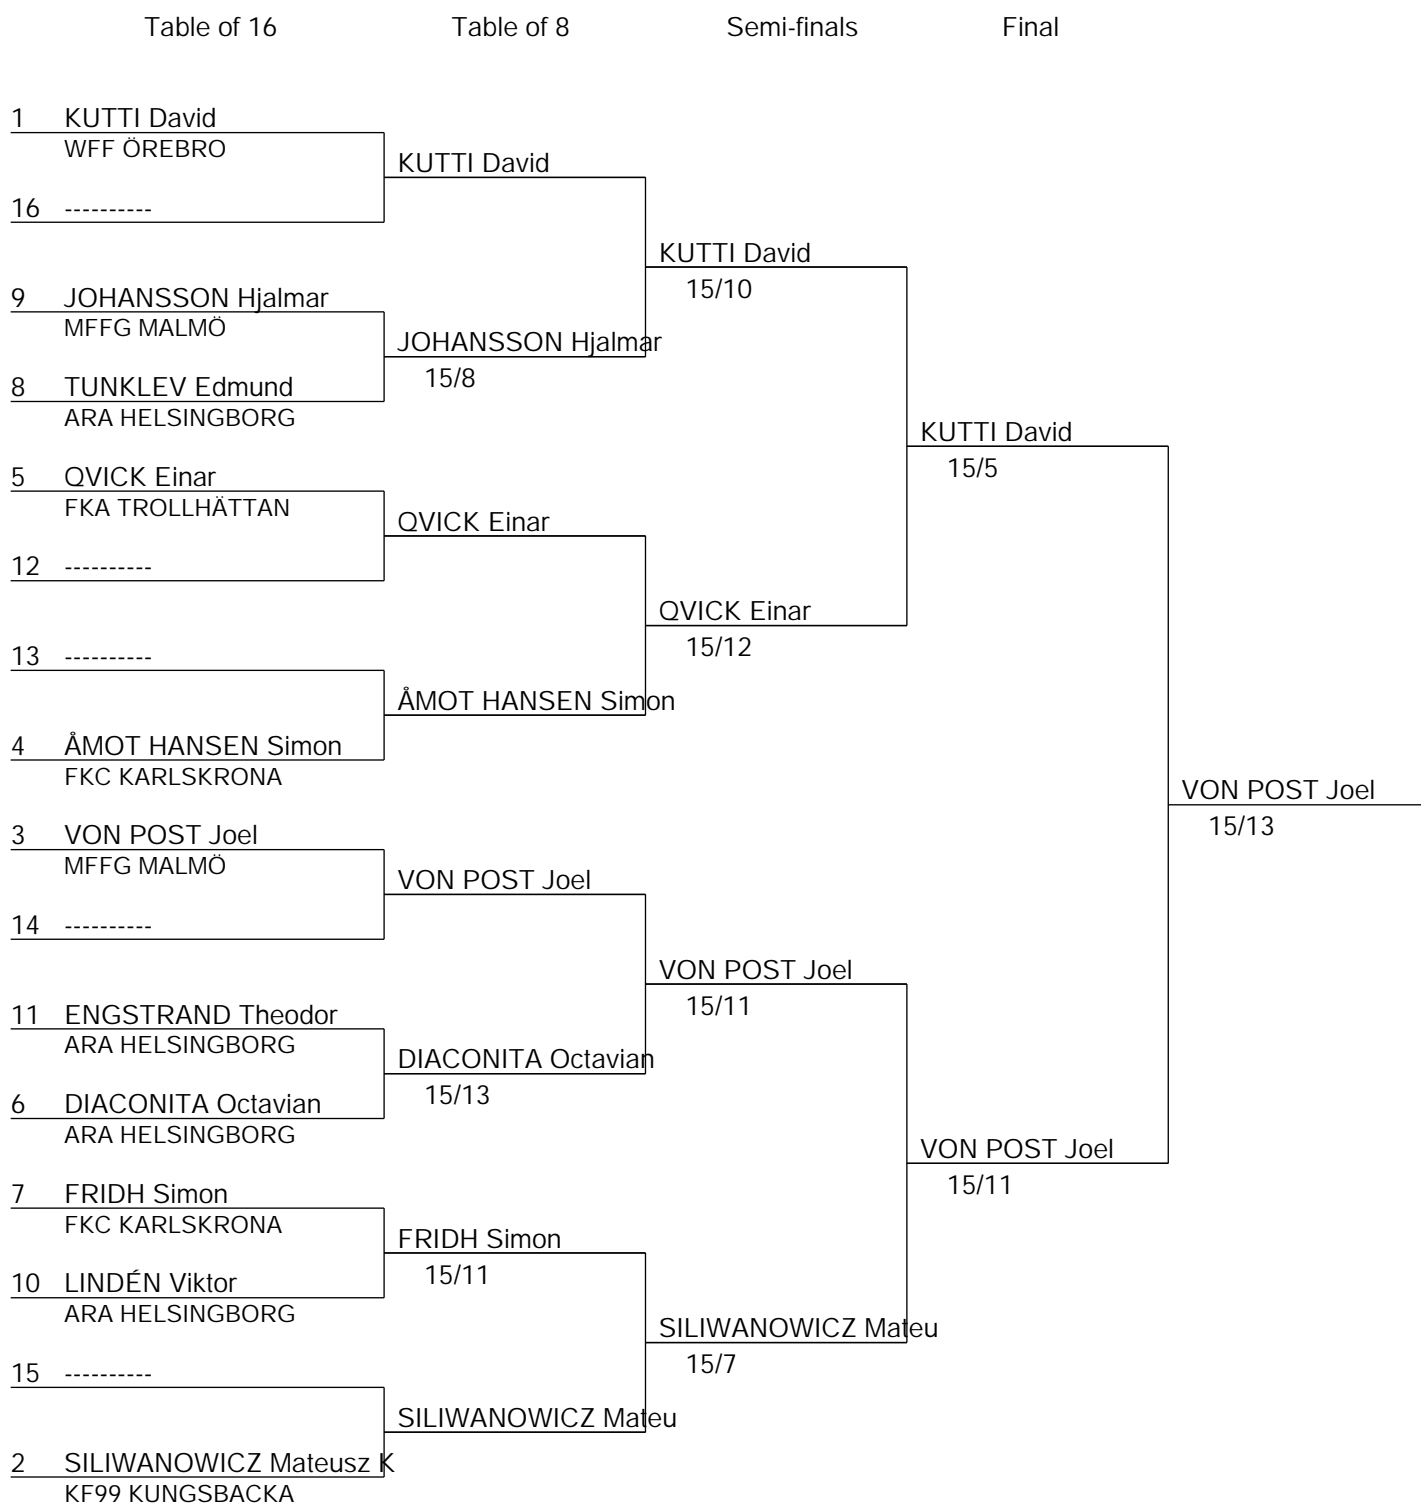 Table of 16 Table of 8 Semi-finals Final
1 KUTTI David
WFF ÖREBRO
KUTTI David
16 ----------
KUTTI David
15/10
9 JOHANSSON Hjalmar
MFFG MALMÖ
JOHANSSON Hjalmar
15/8
8 TUNKLEV Edmund
ARA HELSINGBORG
KUTTI David
15/5
5 QVICK Einar
FKA TROLLHÄTTAN
QVICK Einar
12 ----------
QVICK Einar
15/12
13 ----------
ÅMOT HANSEN Simon
4 ÅMOT HANSEN Simon
FKC KARLSKRONA
VON POST Joel
15/13
3 VON POST Joel
MFFG MALMÖ
VON POST Joel
14 ----------
VON POST Joel
15/11
11 ENGSTRAND Theodor
ARA HELSINGBORG
DIACONITA Octavian
15/13
6 DIACONITA Octavian
ARA HELSINGBORG
VON POST Joel
15/11
7 FRIDH Simon
FKC KARLSKRONA
FRIDH Simon
15/11
10 LINDÉN Viktor
ARA HELSINGBORG
SILIWANOWICZ Mateu
15/7
15 ----------
SILIWANOWICZ Mateu
2 SILIWANOWICZ Mateusz K
KF99 KUNGSBACKA